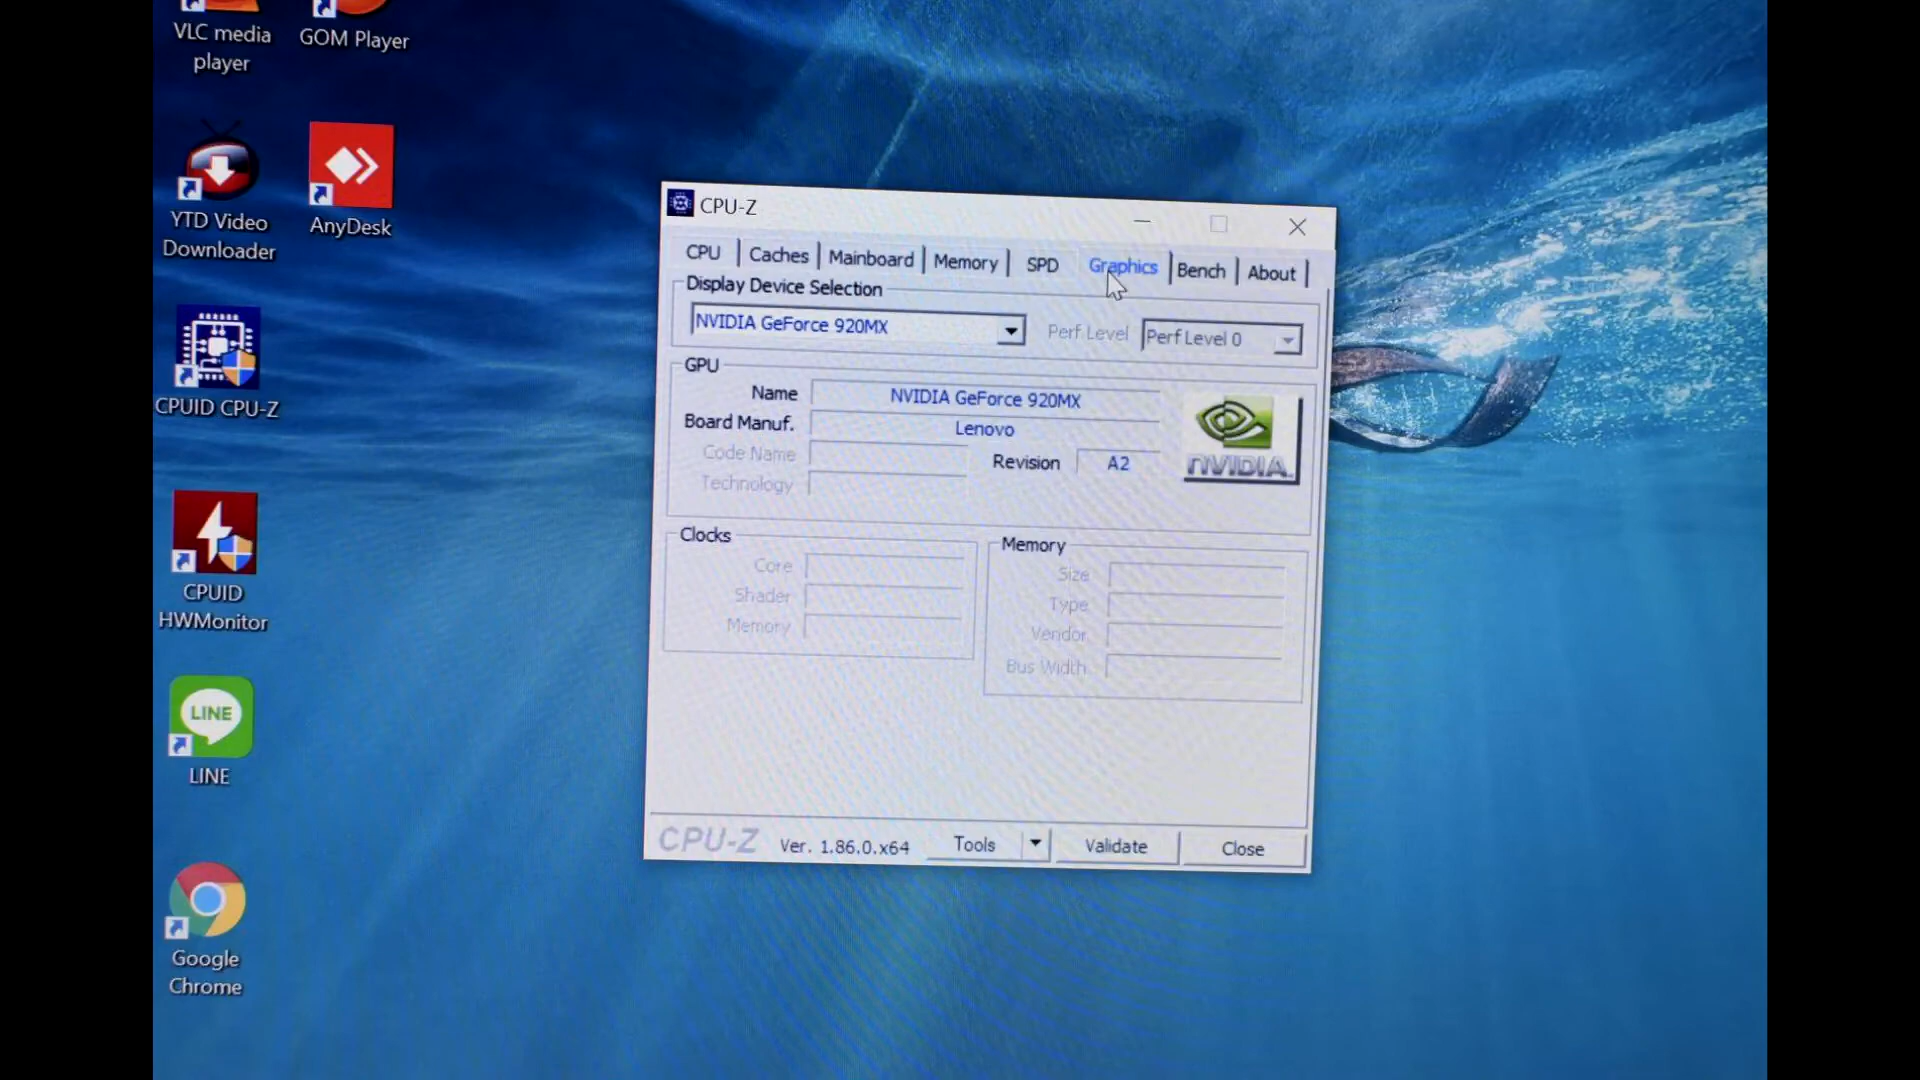 VLC media
player
GOM Player
YTD Video
Downloader
AnyDesk
CPUID CPU-Z
CPUID
HWMonitor
LINE
LINE
Google
Chrome
CPU-Z
CPU Caches Mainboard Memory SPD Graphics Bench About
Display Device Selection
NVIDIA GeForce 920MX Perf Level Perf Level 0
GPU
Name NVIDIA GeForce 920MX
Board Manuf. Lenovo
Code Name Revision A2
Technology
NVIDIA
Clocks
Core
Shader
Memory
Memory
Size
Type
Vendor
Bus Width
CPU-Z Ver. 1.86.0.x64 Tools Validate Close